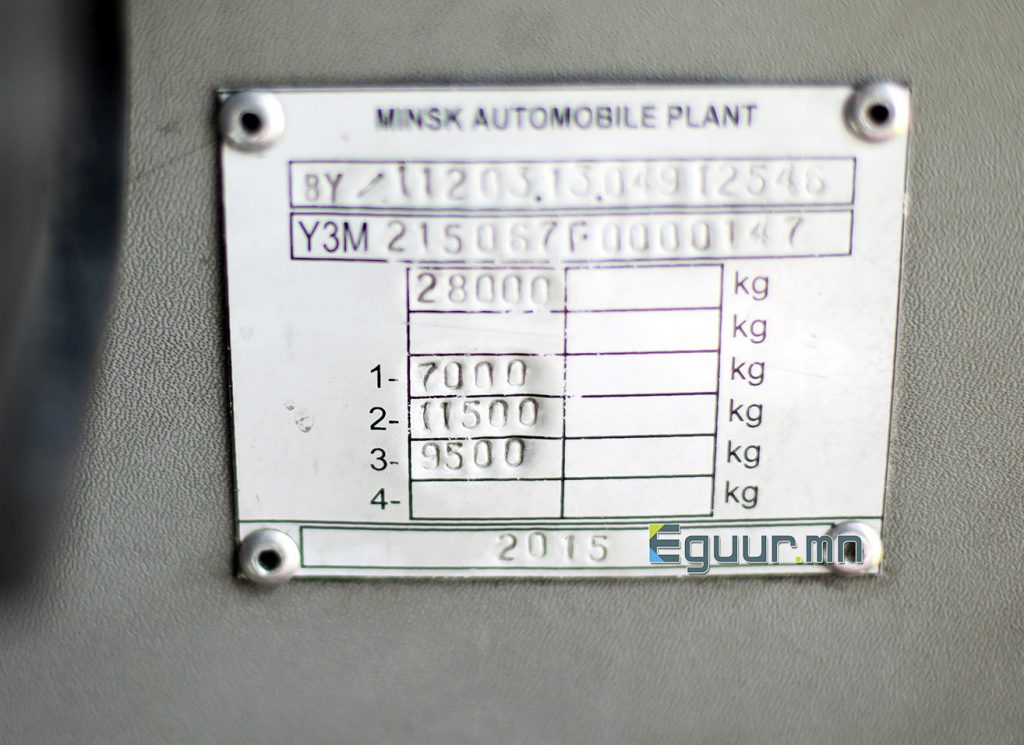 MINSK AUTOMOBILE PLANT
BY / 11203.13.04912546
Y3M 215067F0000147
28000 kg
kg
1- 7000 kg
2- 11500 kg
3- 9500 kg
4- kg
2015
Eguur.mn